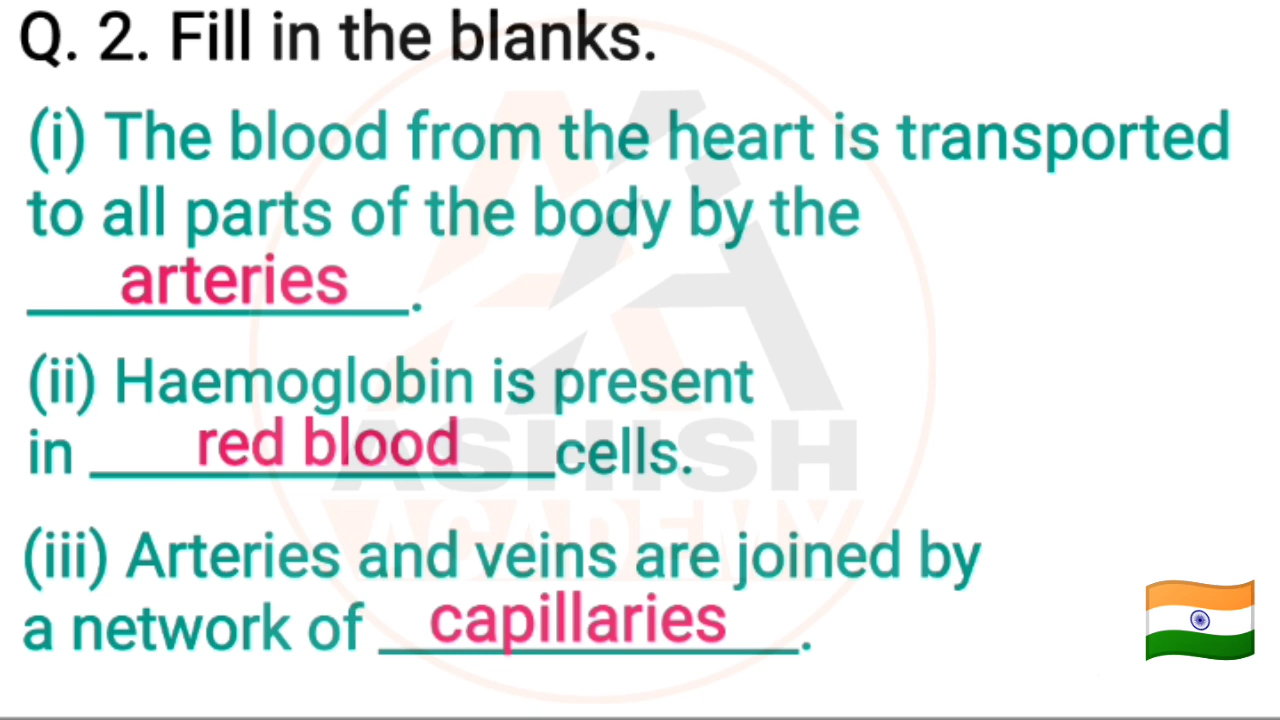 Q. 2. Fill in the blanks.
(i) The blood from the heart is transported
to all parts of the body by the
arteries.
(ii) Haemoglobin is present
in red blood cells.
(iii) Arteries and veins are joined by
a network of capillaries.
ASHISH
ACADEMY